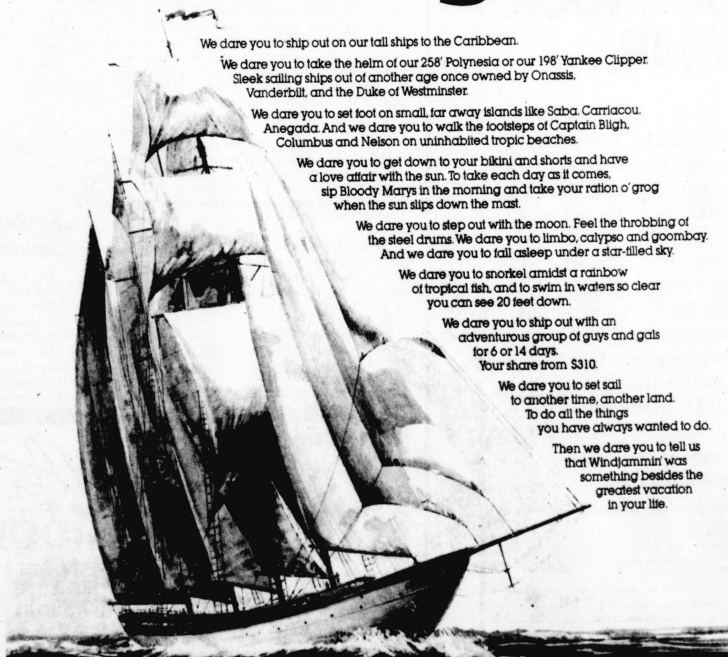 We dare you to ship out on our tall ships to the Caribbean.
We dare you to take the helm of our 258' Polynesia or our 198' Yankee Clipper.
Sleek sailing ships out of another age once owned by Onassis,
Vanderbilt, and the Duke of Westminster.
We dare you to set foot on small, far away islands like Saba. Carriacou.
Anegada. And we dare you to walk the footsteps of Captain Bligh,
Columbus and Nelson on uninhabited tropic beaches.
We dare you to get down to your bikini and shorts and have
a love affair with the sun. To take each day as it comes,
sip Bloody Marys in the morning and take your ration o'grog
when the sun slips down the mast.
We dare you to step out with the moon. Feel the throbbing of
the steel drums. We dare you to limbo, calypso and goombay.
And we dare you to fall asleep under a star-filled sky.
We dare you to snorkel amidst a rainbow
of tropical fish, and to swim in waters so clear
you can see 20 feet down.
We dare you to ship out with an
adventurous group of guys and gals
for 6 or 14 days.
Your share from $310.
We dare you to set sail
to another time, another land.
To do all the things
you have always wanted to do.
Then we dare you to tell us
that Windjammin' was
something besides the
greatest vacation
in your life.